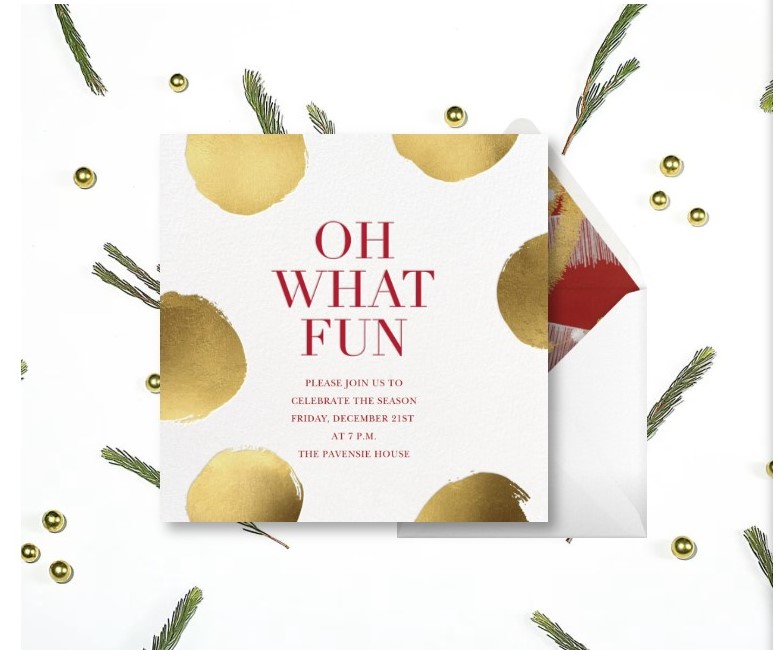 OH
WHAT
FUN
PLEASE JOIN US TO
CELEBRATE THE SEASON
FRIDAY, DECEMBER 21ST
AT 7 P.M.
THE PAVENSIE HOUSE